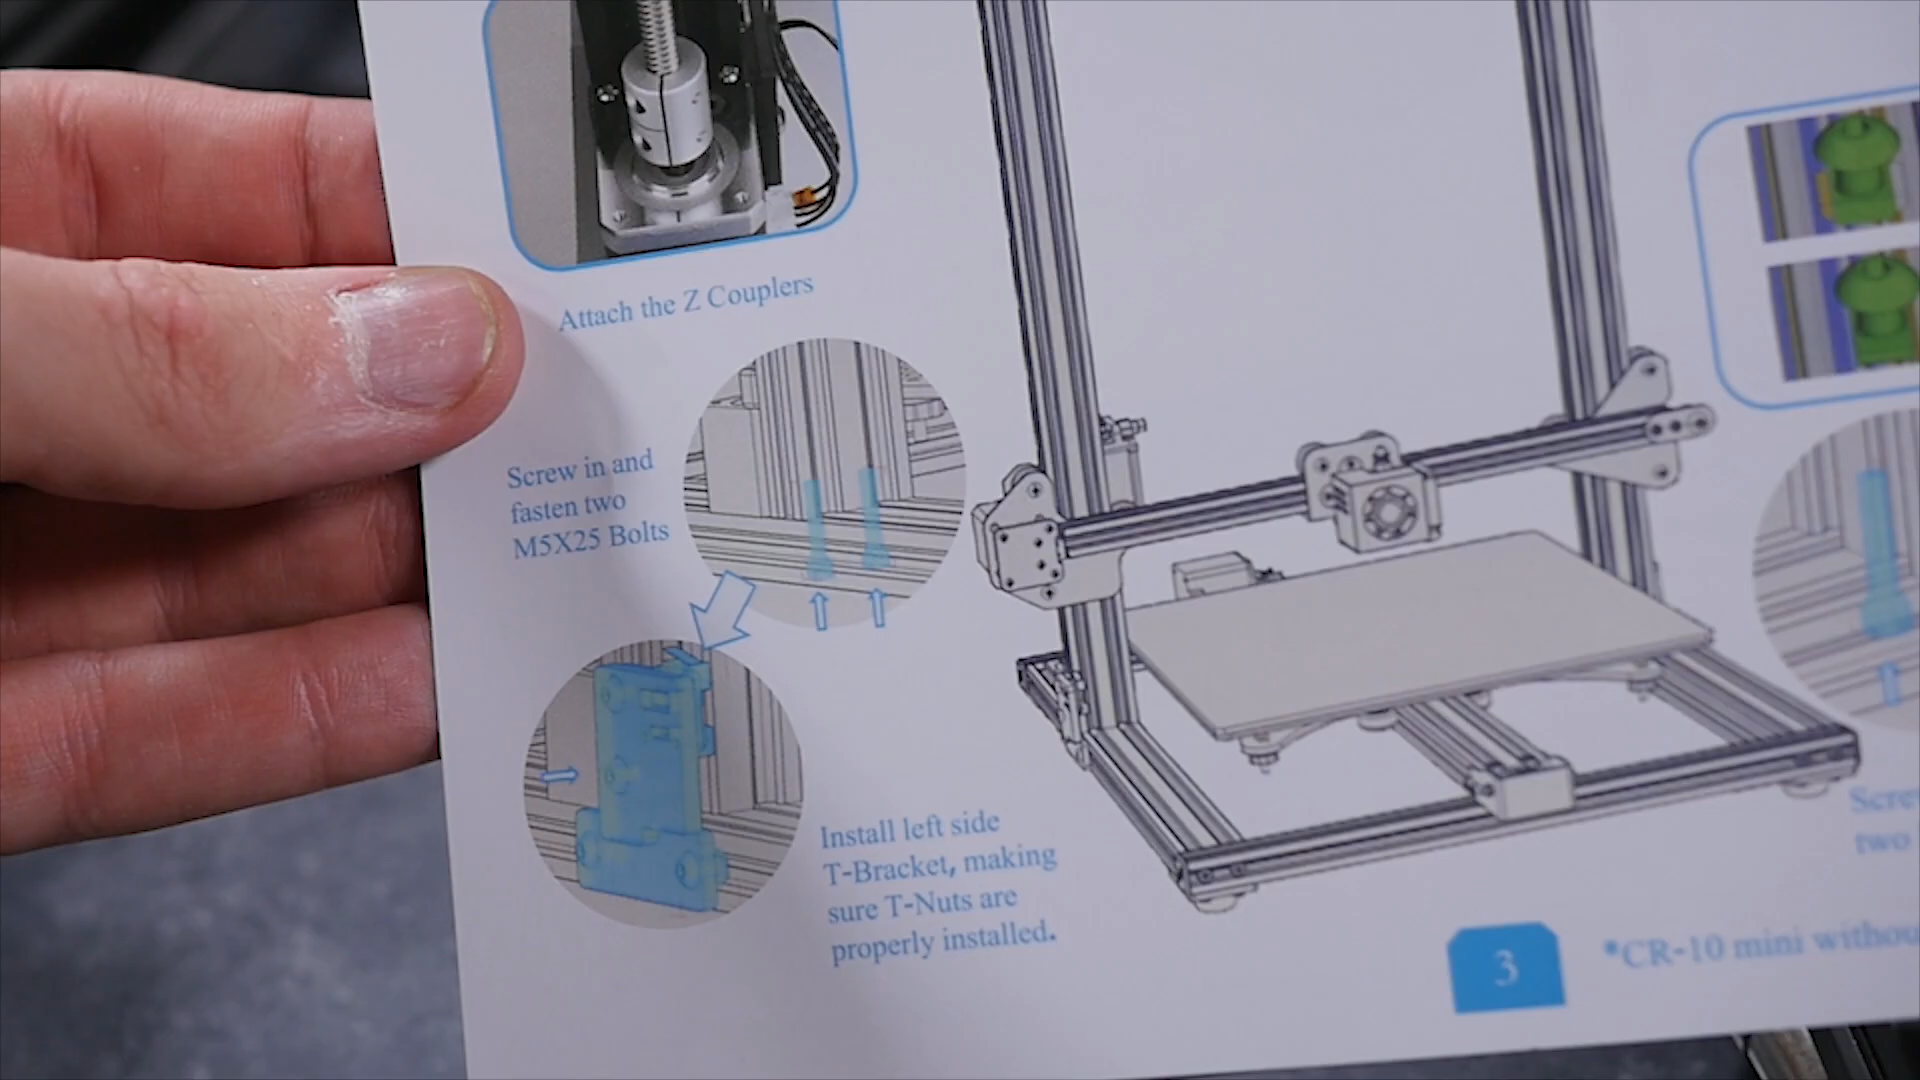 Attach the Z Couplers
Screw in and
fasten two
M5X25 Bolts
Install left side
T-Bracket, making
sure T-Nuts are
properly installed.
two
3
*CR-10 mini